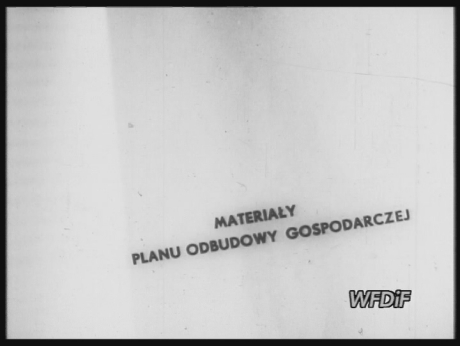 MATERIAŁY
PLANU ODBUDOWY GOSPODARCZEJ
WFDiF